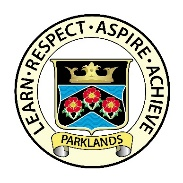 LEARN · RESPECT · ASPIRE · ACHIEVE
PARKLANDS